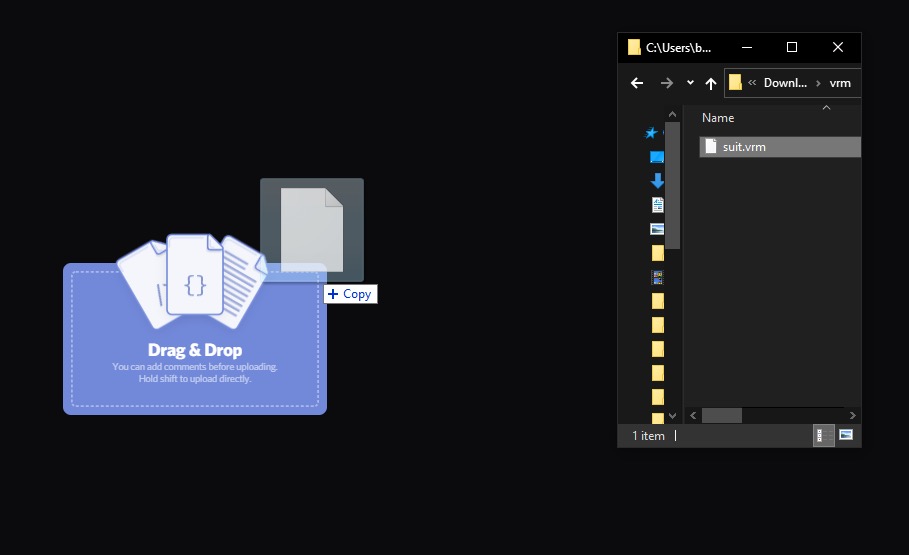 C:\Users\b...
« Downl... › vrm
Name
suit.vrm
{}
Copy
Drag & Drop
You can add comments before uploading.
Hold shift to upload directly.
1 item